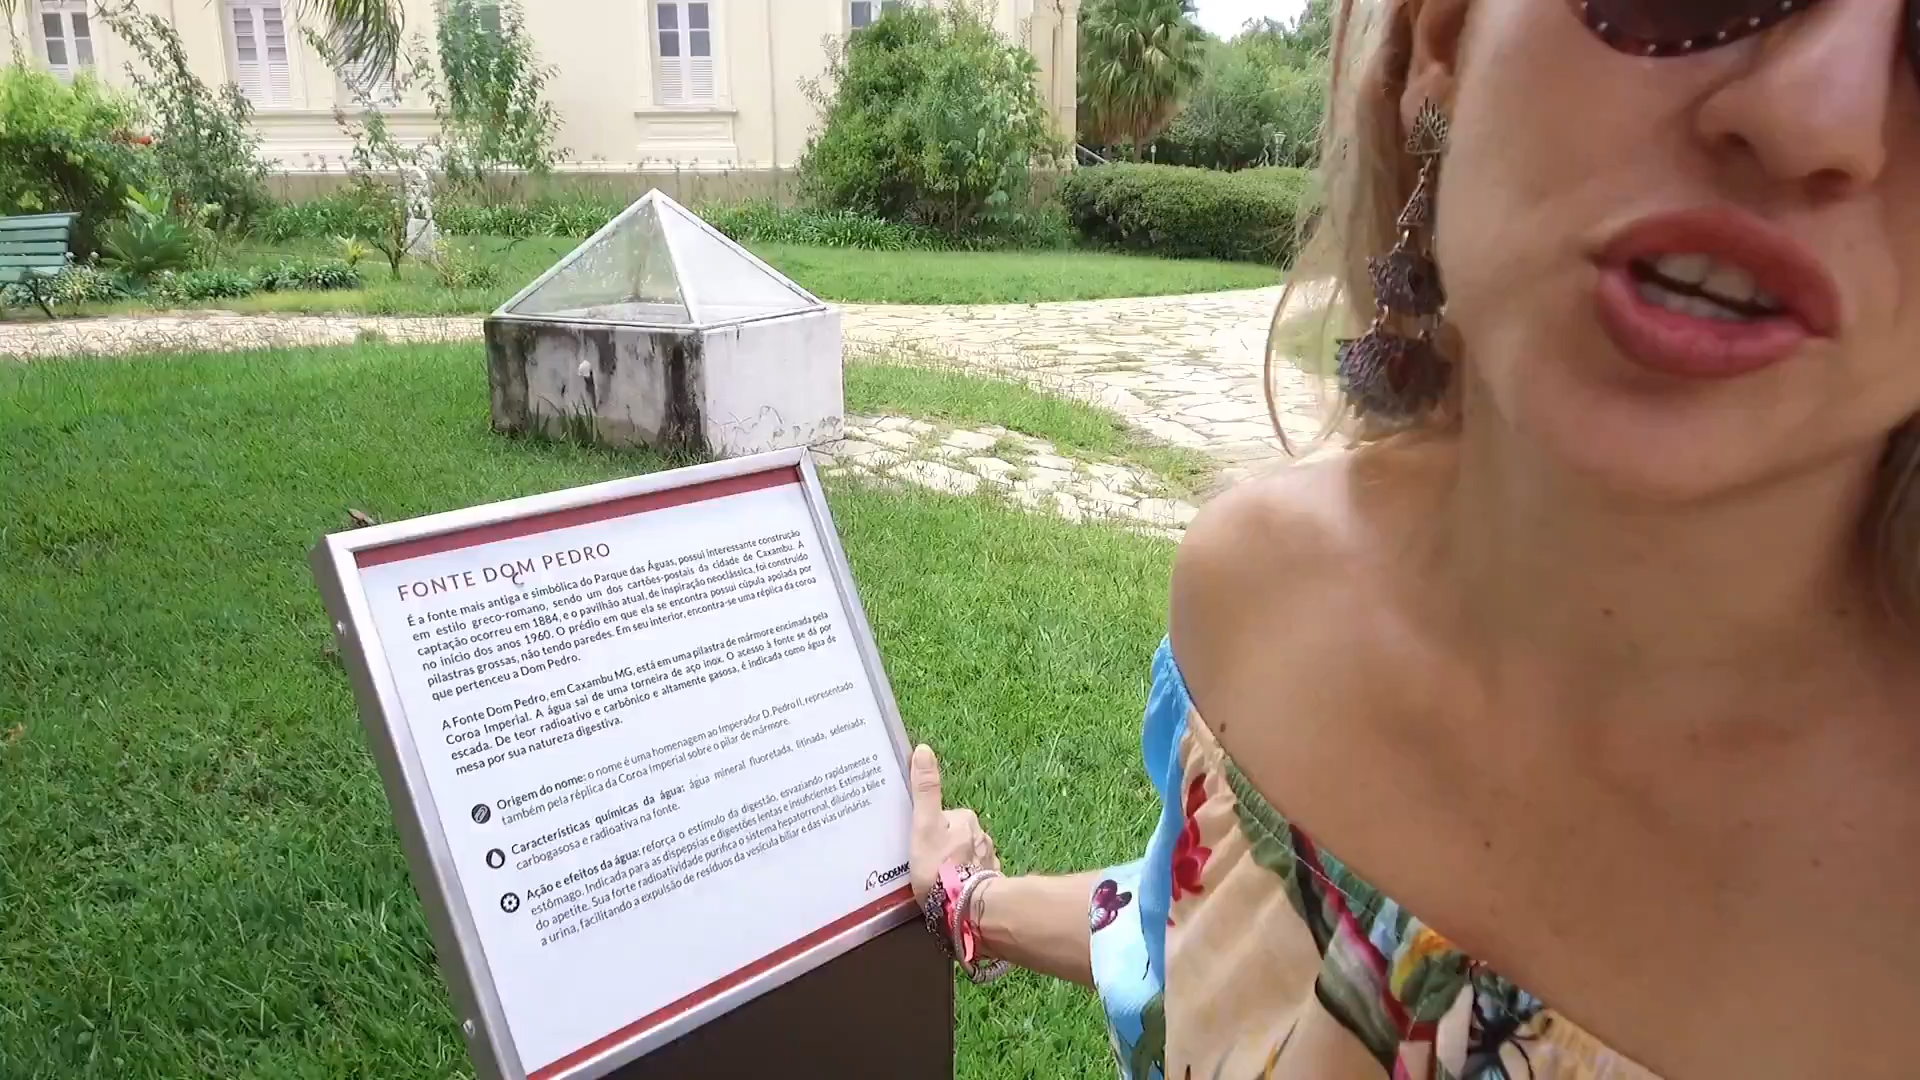 FONTE DOM PEDRO
É a fonte mais antiga e simbólica do Parque das Águas, possui interessante construção
em estilo greco-romano, sendo um dos cartões-postais da cidade de Caxambu. A
captação ocorreu em 1884, e o pavilhão atual, de inspiração neoclássica, foi construído
no início dos anos 1960. O prédio em que ela se encontra possui cúpula apoiada por
pilastras grossas, não tendo paredes. Em seu interior, encontra-se uma réplica da coroa
que pertenceu a Dom Pedro.
A Fonte Dom Pedro, em Caxambu MG, está em uma pilastra de mármore encimada pela
Coroa Imperial. A água sai de uma torneira de aço inox. O acesso à fonte se dá por
escada. De teor radioativo e carbônico e altamente gasosa, é indicada como água de
mesa por sua natureza digestiva.
Origem do nome: o nome é uma homenagem ao Imperador D. Pedro II, representado
também pela réplica da Coroa Imperial sobre o pilar de mármore.
Características químicas da água: água mineral fluoretada, litinada, seleniada;
carbogasosa e radioativa na fonte.
Ação e efeitos da água: reforça o estímulo da digestão, esvaziando rapidamente o
estômago. Indicada para as dispepsias e digestões lentas e insuficientes. Estimulante
do apetite. Sua forte radioatividade purifica o sistema hepatorrenal, diluindo a bile e
a urina, facilitando a expulsão de resíduos da vesícula biliar e das vias urinárias.
CODEMGE